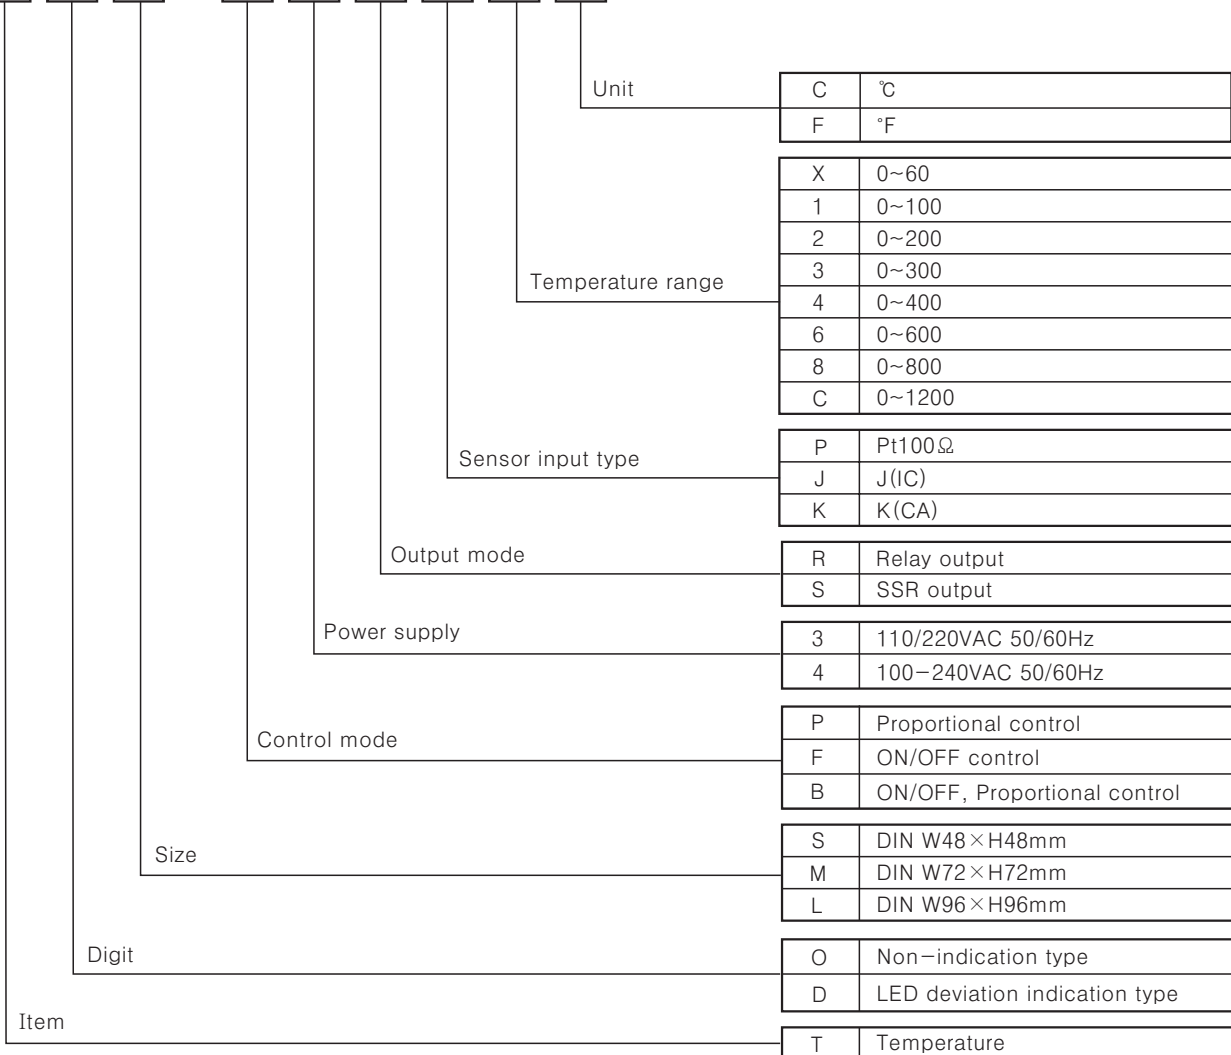 Unit
C ℃
F °F
Temperature range
X 0~60
1 0~100
2 0~200
3 0~300
4 0~400
6 0~600
8 0~800
C 0~1200
Sensor input type
P Pt100Ω
J J(IC)
K K(CA)
Output mode
R Relay output
S SSR output
Power supply
3 110/220VAC 50/60Hz
4 100-240VAC 50/60Hz
Control mode
P Proportional control
F ON/OFF control
B ON/OFF, Proportional control
Size
S DIN W48×H48mm
M DIN W72×H72mm
L DIN W96×H96mm
Digit
O Non-indication type
D LED deviation indication type
Item
T Temperature